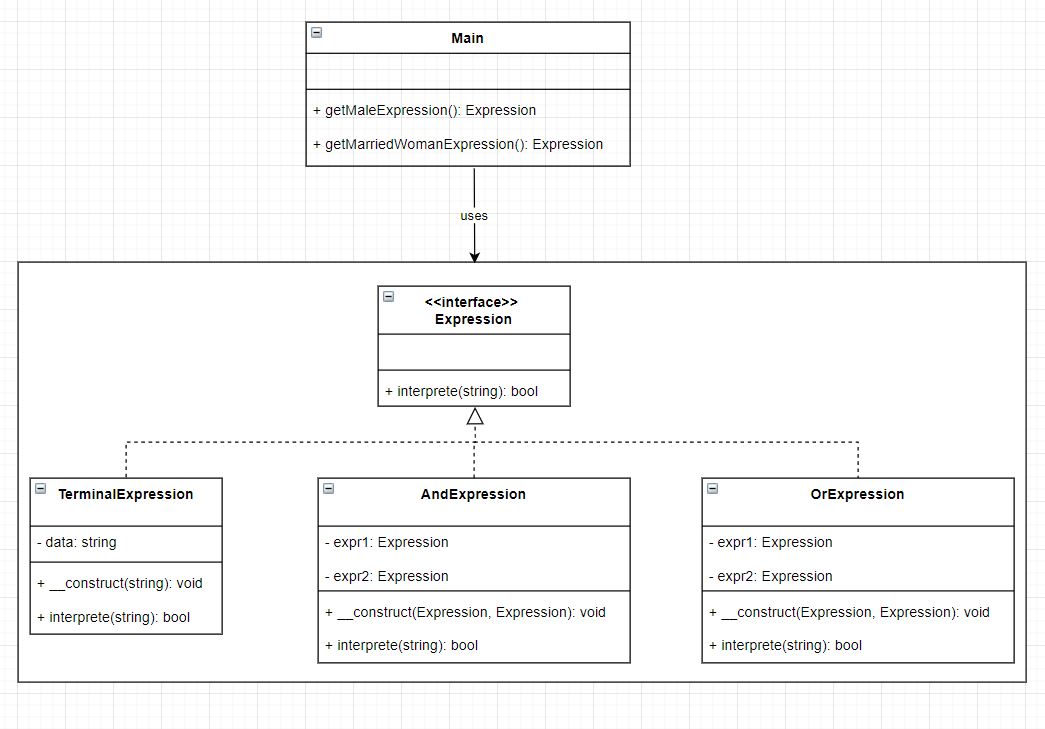 Main
+ getMaleExpression(): Expression
+ getMarriedWomanExpression(): Expression
uses
<<interface>>
Expression
+ interprete(string): bool
TerminalExpression
- data: string
+ __construct(string): void
+ interprete(string): bool
AndExpression
- expr1: Expression
- expr2: Expression
+ __construct(Expression, Expression): void
+ interprete(string): bool
OrExpression
- expr1: Expression
- expr2: Expression
+ __construct(Expression, Expression): void
+ interprete(string): bool